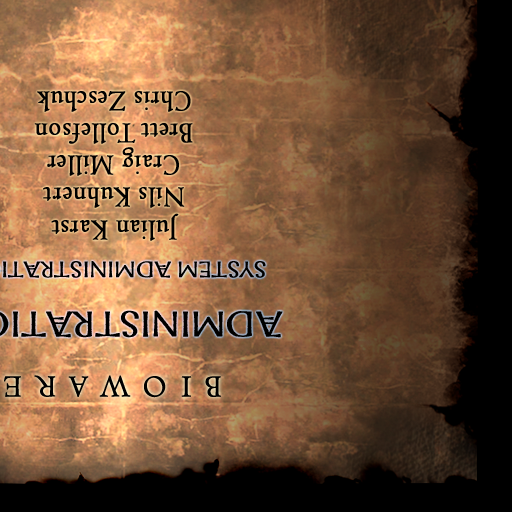 BIOWARE
ADMINISTRATIO
SYSTEM ADMINISTRATI
Julian Karst
Nils Kuhnert
Craig Miller
Brett Tollefson
Chris Zeschuk